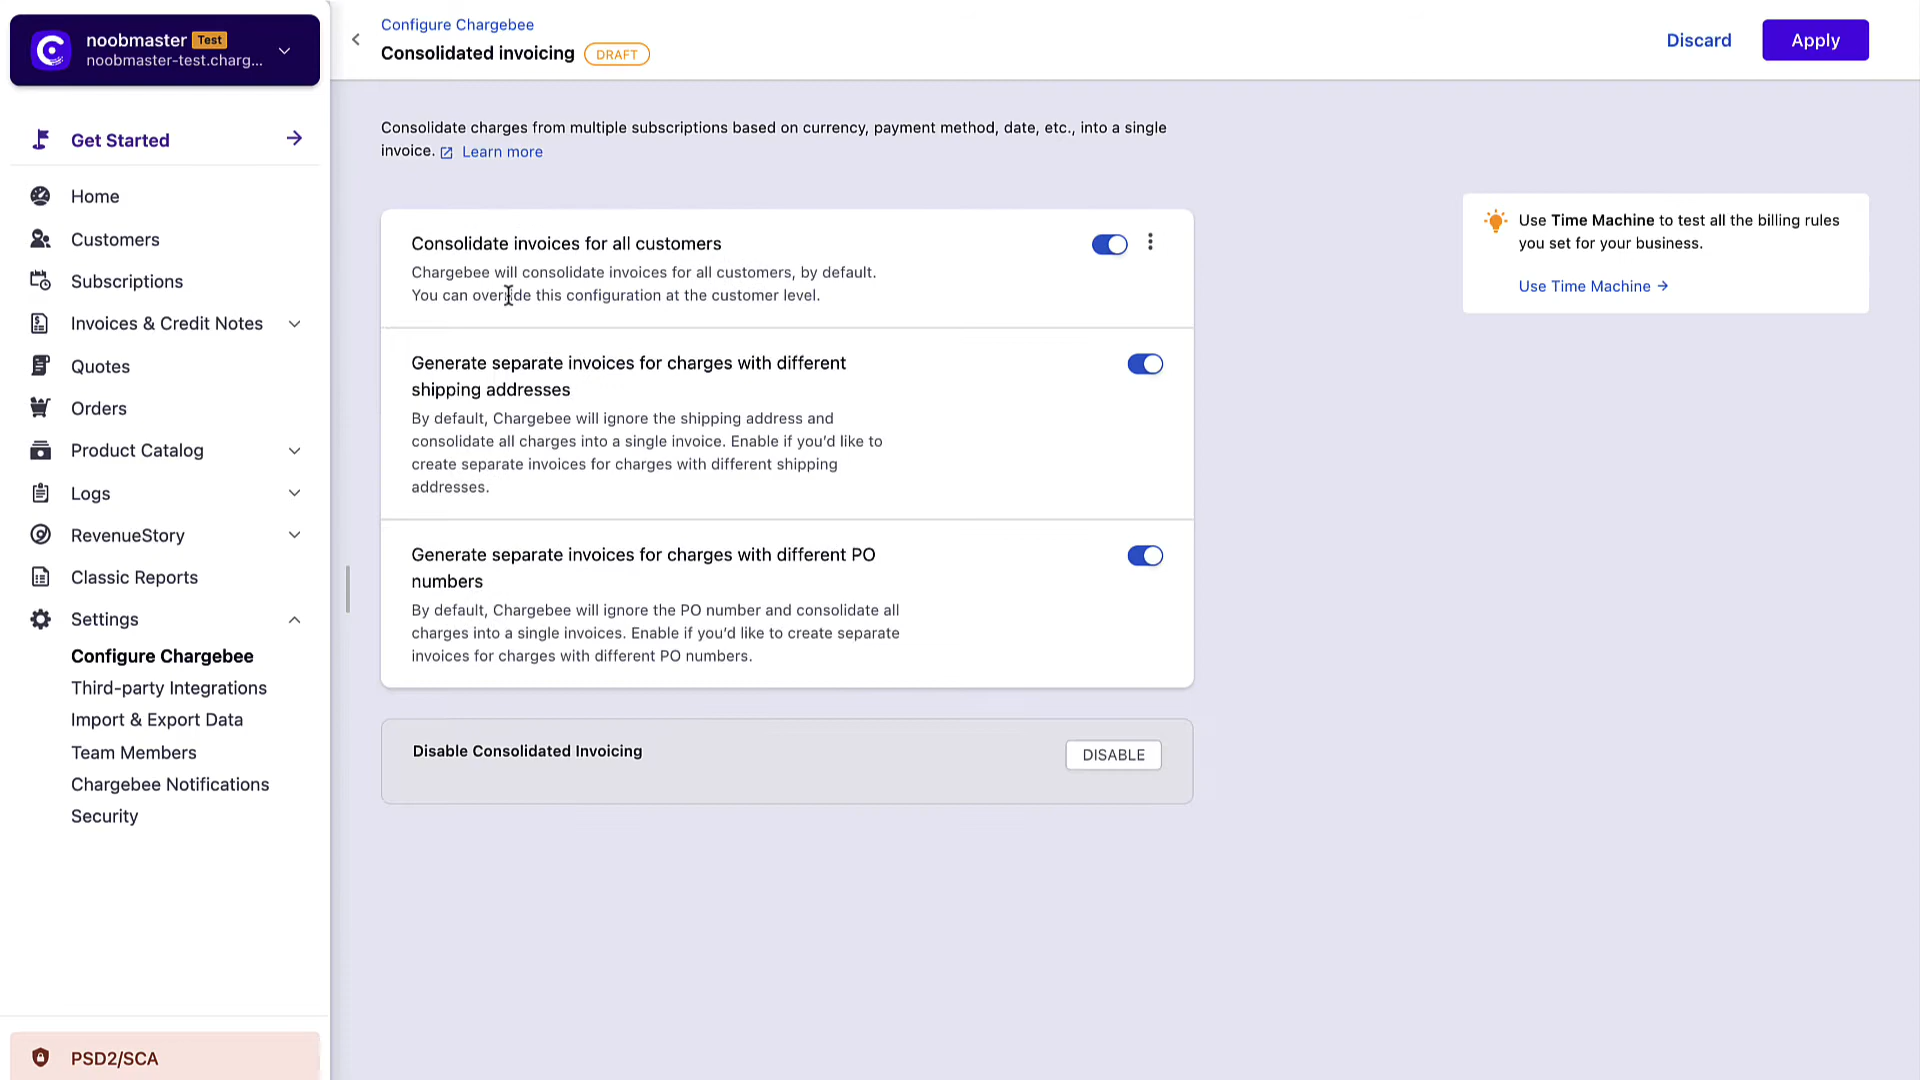 noobmaster Test
noobmaster-test.charg...
Get Started
Home
Customers
Subscriptions
Invoices & Credit Notes
Quotes
Orders
Product Catalog
Logs
RevenueStory
Classic Reports
Settings
Configure Chargebee
Third-party Integrations
Import & Export Data
Team Members
Chargebee Notifications
Security
PSD2/SCA
Configure Chargebee
Consolidated invoicing DRAFT
Discard
Apply
Consolidate charges from multiple subscriptions based on currency, payment method, date, etc., into a single
invoice. Learn more
Consolidate invoices for all customers
Chargebee will consolidate invoices for all customers, by default.
You can override this configuration at the customer level.
Generate separate invoices for charges with different
shipping addresses
By default, Chargebee will ignore the shipping address and
consolidate all charges into a single invoice. Enable if you’d like to
create separate invoices for charges with different shipping
addresses.
Generate separate invoices for charges with different PO
numbers
By default, Chargebee will ignore the PO number and consolidate all
charges into a single invoices. Enable if you’d like to create separate
invoices for charges with different PO numbers.
Disable Consolidated Invoicing
DISABLE
Use Time Machine to test all the billing rules
you set for your business.
Use Time Machine →